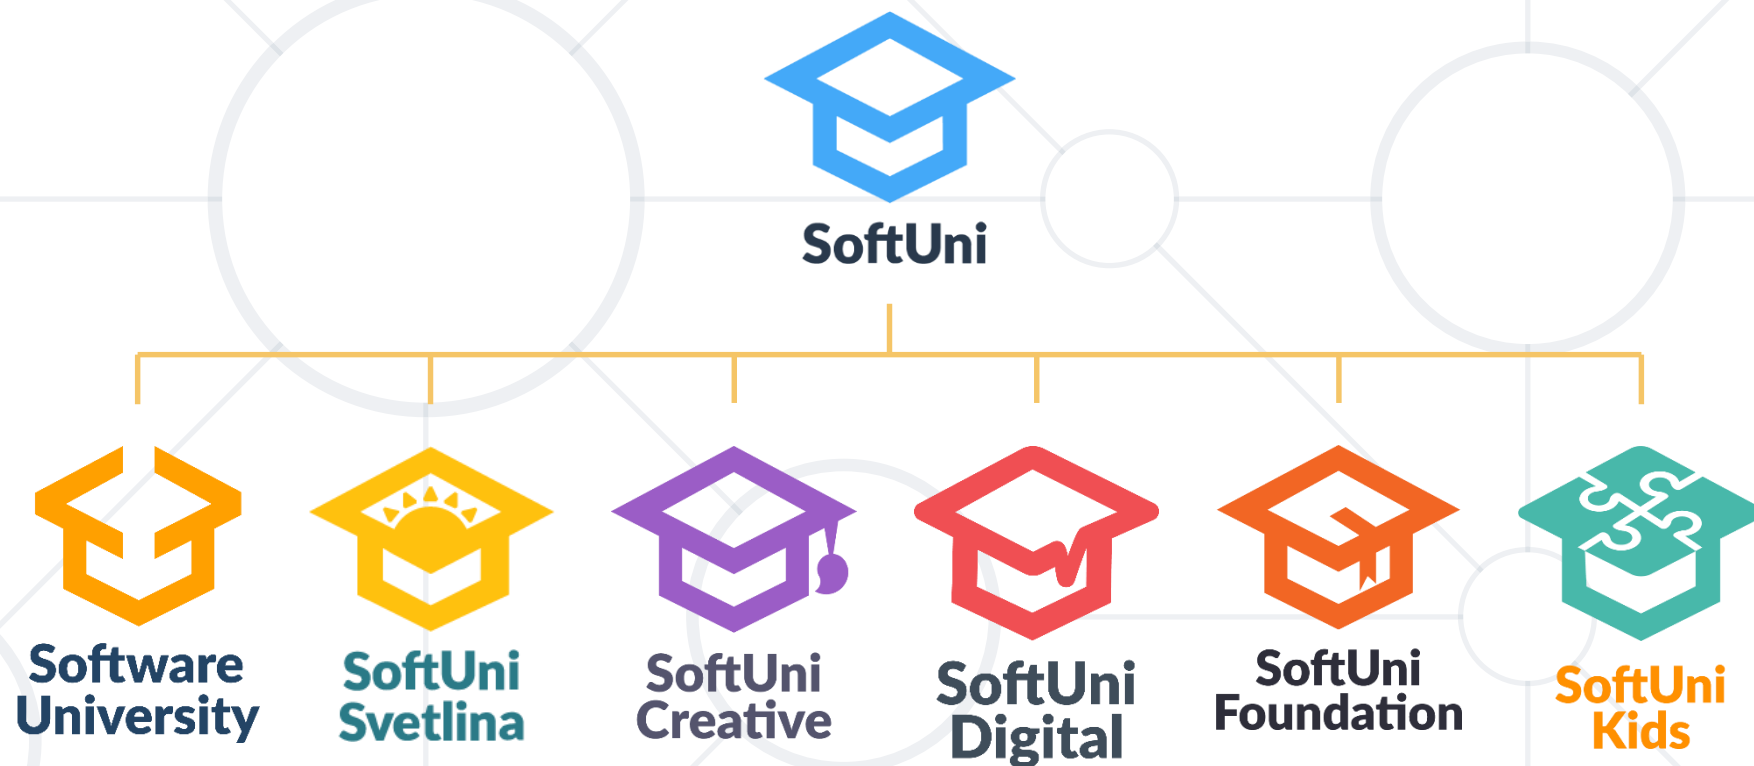 SoftUni
Software
University
SoftUni
Svetlina
SoftUni
Creative
SoftUni
Digital
SoftUni
Foundation
SoftUni
Kids